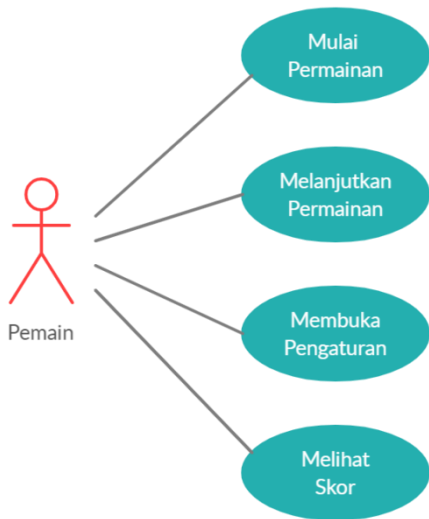 Mulai
Permainan
Melanjutkan
Permainan
Pemain
Membuka
Pengaturan
Melihat
Skor